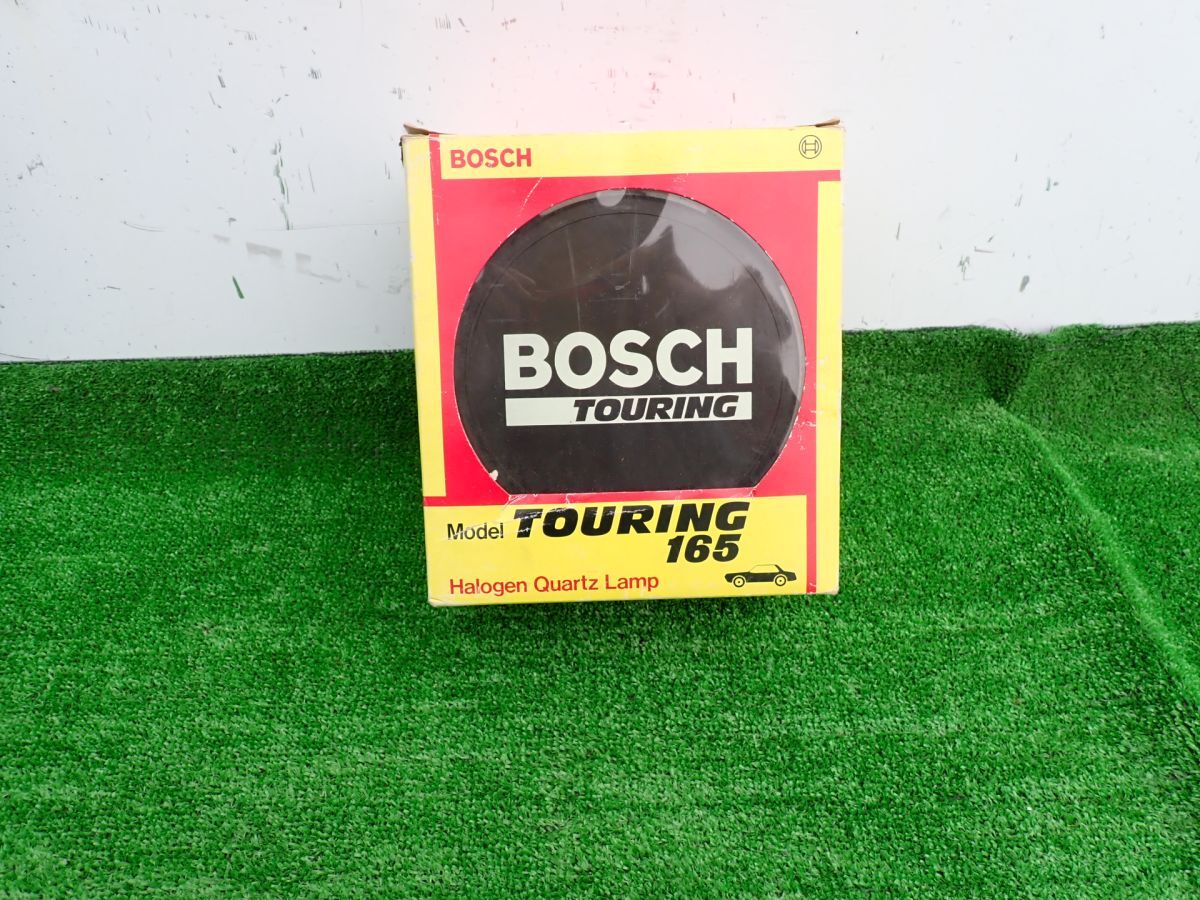 BOSCH
BOSCH
TOURING
Model TOURING
165
Halogen Quartz Lamp